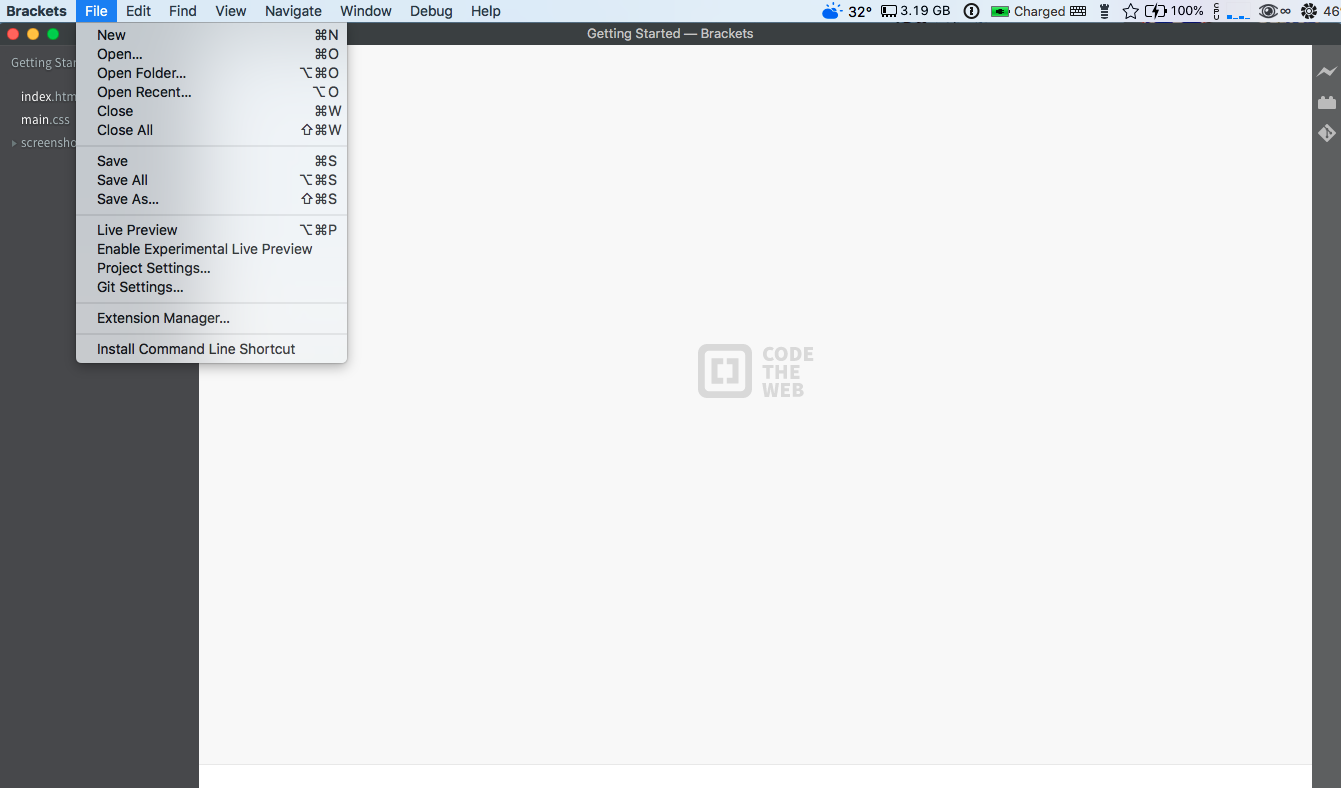 Brackets File Edit Find View Navigate Window Debug Help 32° 3.19 GB Charged 100% CPU ∞ 46
Getting Started — Brackets
Getting Star
index.htm
main.css
screensho
New ⌘N
Open... ⌘O
Open Folder... ⌥⌘O
Open Recent... ⌥O
Close ⌘W
Close All ⇧⌘W
Save ⌘S
Save All ⌥⌘S
Save As... ⇧⌘S
Live Preview ⌥⌘P
Enable Experimental Live Preview
Project Settings...
Git Settings...
Extension Manager...
Install Command Line Shortcut
CODE
THE
WEB